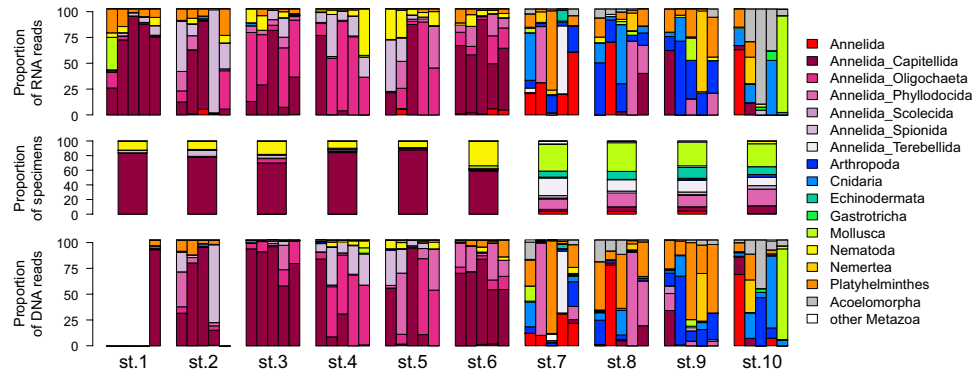 Proportion
of RNA reads
100
75
50
25
0
Proportion
of specimens
100
80
60
40
20
0
Proportion
of DNA reads
100
75
50
25
0
st.1 st.2 st.3 st.4 st.5 st.6 st.7 st.8 st.9 st.10
Annelida
Annelida_Capitellida
Annelida_Oligochaeta
Annelida_Phyllodocida
Annelida_Scolecida
Annelida_Spionida
Annelida_Terebellida
Arthropoda
Cnidaria
Echinodermata
Gastrotricha
Mollusca
Nematoda
Nemertea
Platyhelminthes
Acoelomorpha
other Metazoa